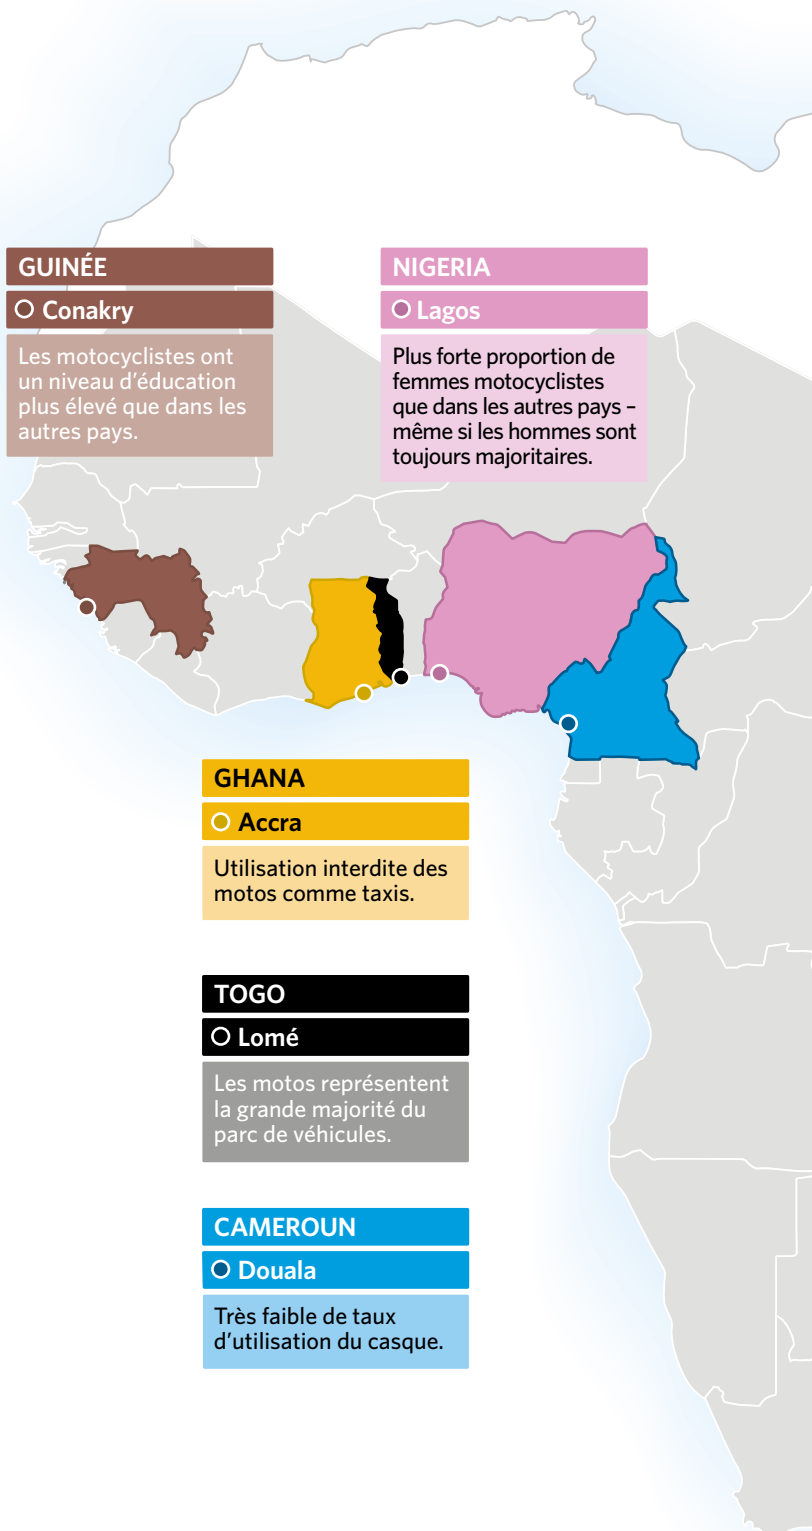 GUINÉE
Conakry
Les motocyclistes ont
un niveau d’éducation
plus élevé que dans les
autres pays.
NIGERIA
Lagos
Plus forte proportion de
femmes motocyclistes
que dans les autres pays –
même si les hommes sont
toujours majoritaires.
GHANA
Accra
Utilisation interdite des
motos comme taxis.
TOGO
Lomé
Les motos représentent
la grande majorité du
parc de véhicules.
CAMEROUN
Douala
Très faible de taux
d’utilisation du casque.